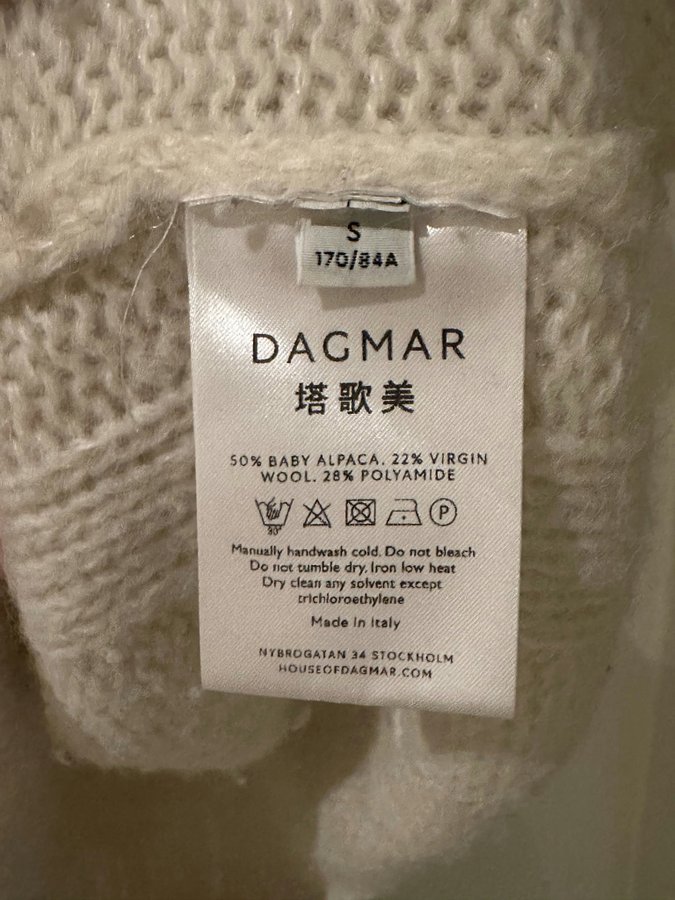 S
170/84A
DAGMAR
塔歌美
50% BABY ALPACA. 22% VIRGIN
WOOL. 28% POLYAMIDE
30°
P
Manually handwash cold. Do not bleach
Do not tumble dry. Iron low heat
Dry clean any solvent except
trichloroethylene
Made in Italy
NYBROGATAN 34 STOCKHOLM
HOUSEOFDAGMAR.COM